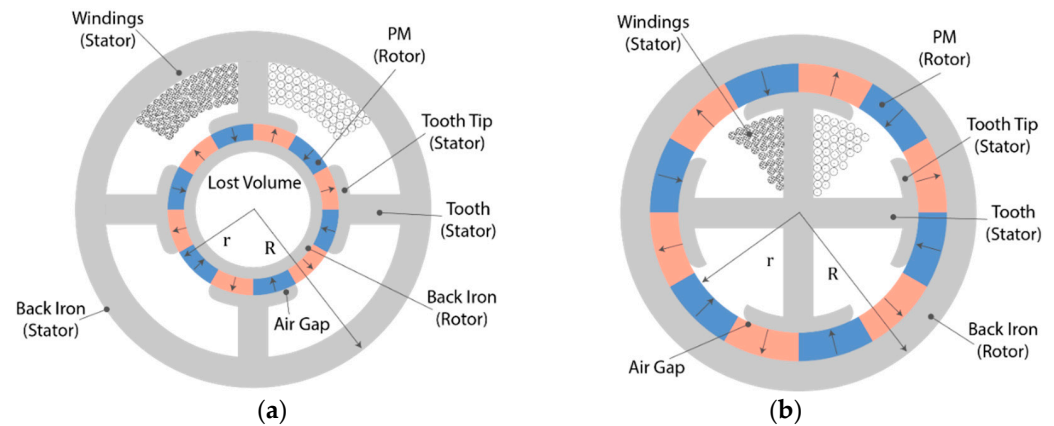 Windings
(Stator)
PM
(Rotor)
Tooth Tip
(Stator)
Lost Volume
Tooth
(Stator)
r
R
Back Iron
(Stator)
Air Gap
Back Iron
(Rotor)
(a)
Windings
(Stator)
PM
(Rotor)
Tooth Tip
(Stator)
Tooth
(Stator)
r
R
Back Iron
(Rotor)
Air Gap
(b)